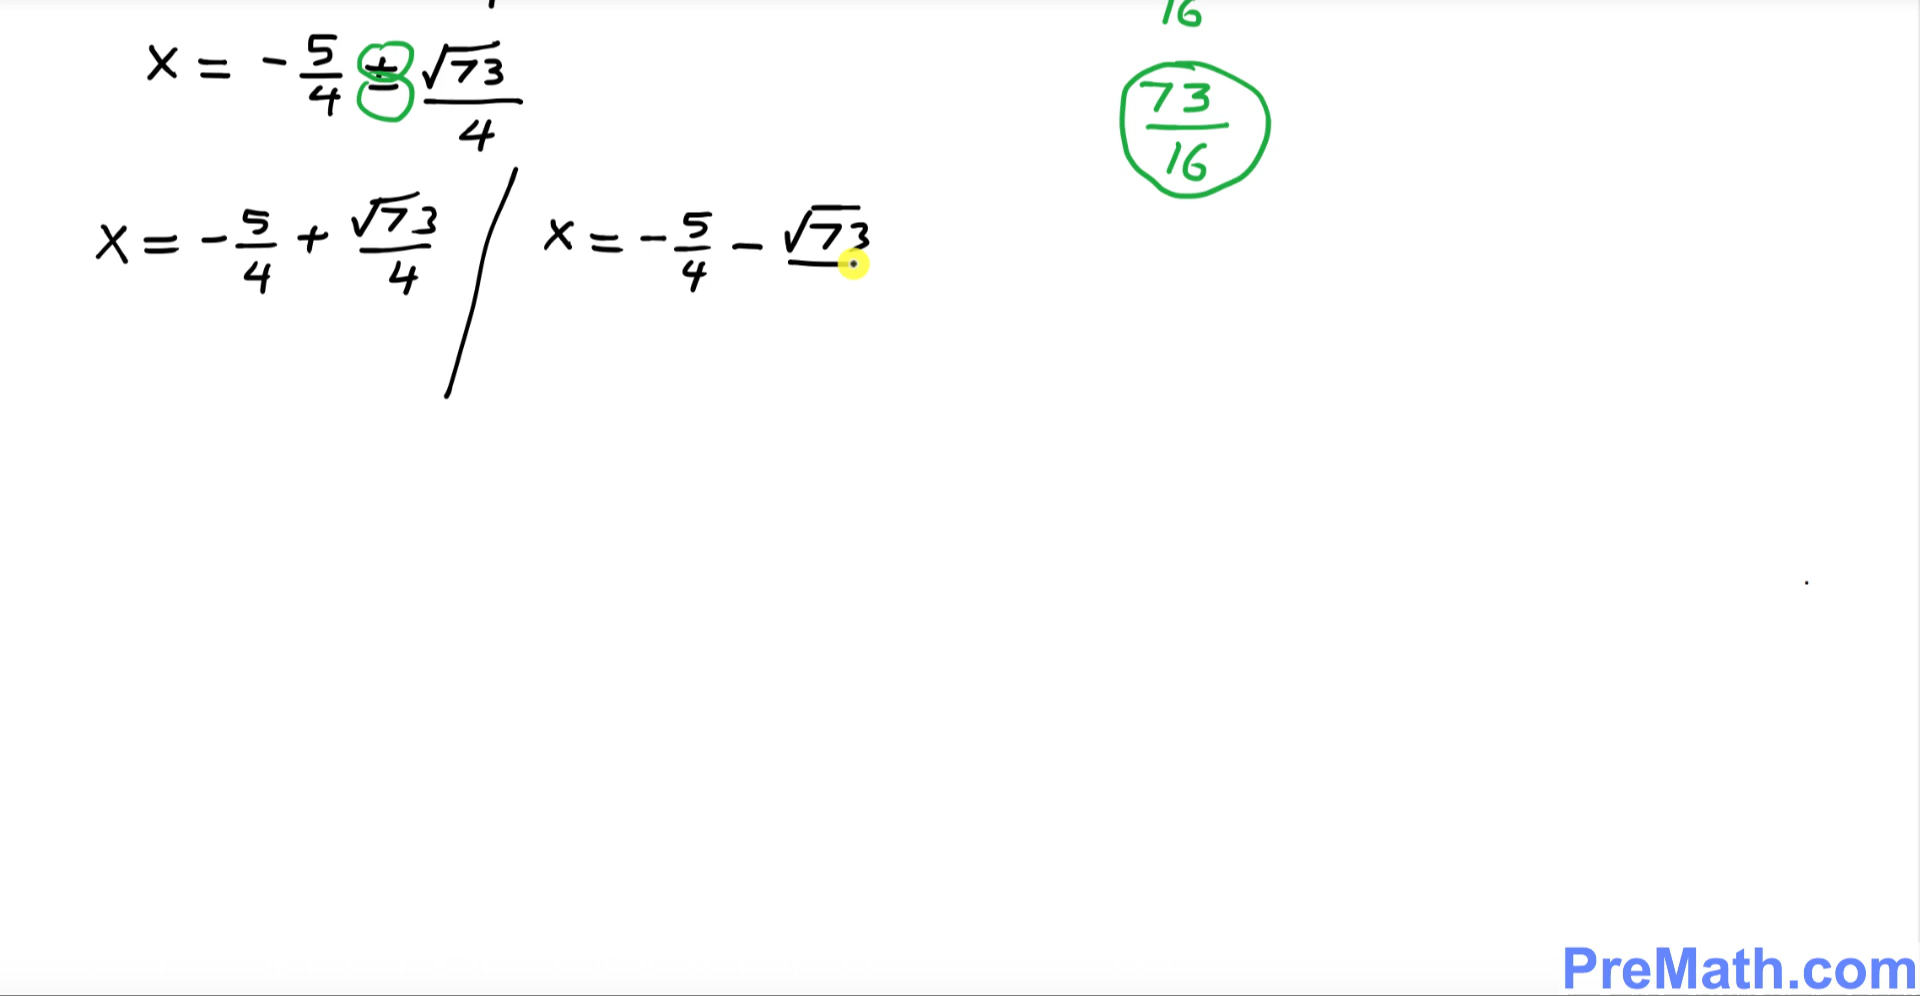 16
x = - 5/4 ± √73/4
73/16
x = - 5/4 + √73/4 / x = - 5/4 - √73
PreMath.com